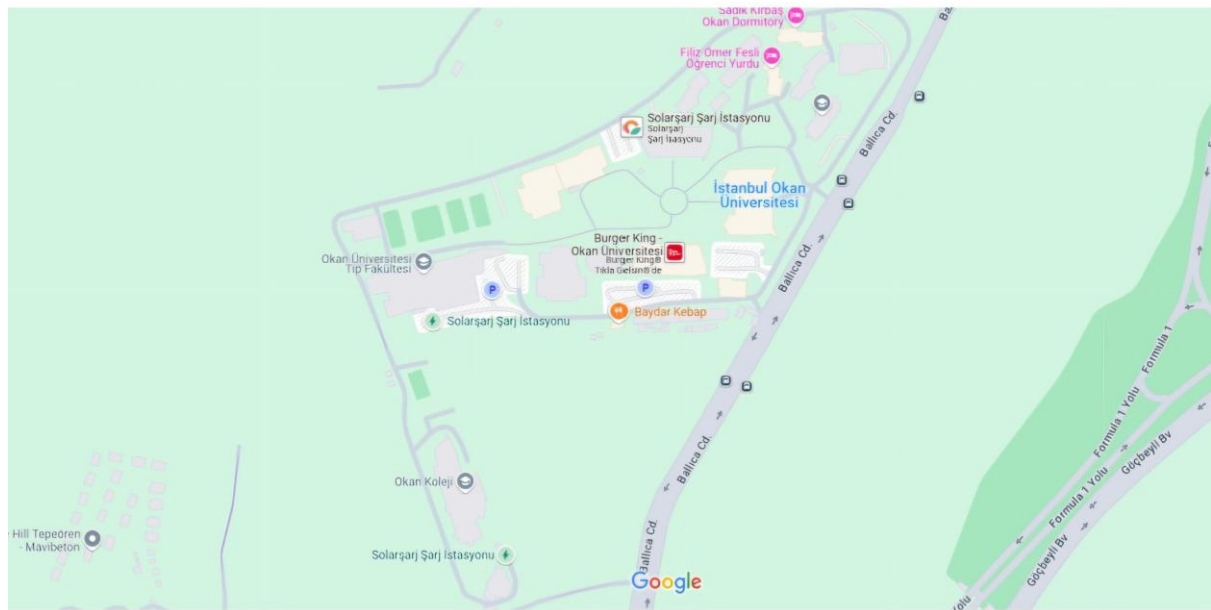 Sadık Kırbaş
Okan Dormitory
Filiz Ömer Fesli
Öğrenci Yurdu
Solarşarj Şarj İstasyonu
Solarşarj
Şarj İstasyonu
Ballıca Cd.
Ballıca Cd.
İstanbul Okan
Üniversitesi
Burger King -
Okan Üniversitesi
Burger King®
Tıkla Gelsin®'de
Okan Üniversitesi
Tıp Fakültesi
P
P
Solarşarj Şarj İstasyonu
Baydar Kebap
Ballıca Cd.
Formula 1
Formula 1 Yolu
Göçbeyli Bv
Ballıca Cd.
Okan Koleji
Formula 1 Yolu
Hill Tepeören
- Mavibeton
Solarşarj Şarj İstasyonu
Ballıca Cd.
Göçbeyli Bv
Yolu
Google